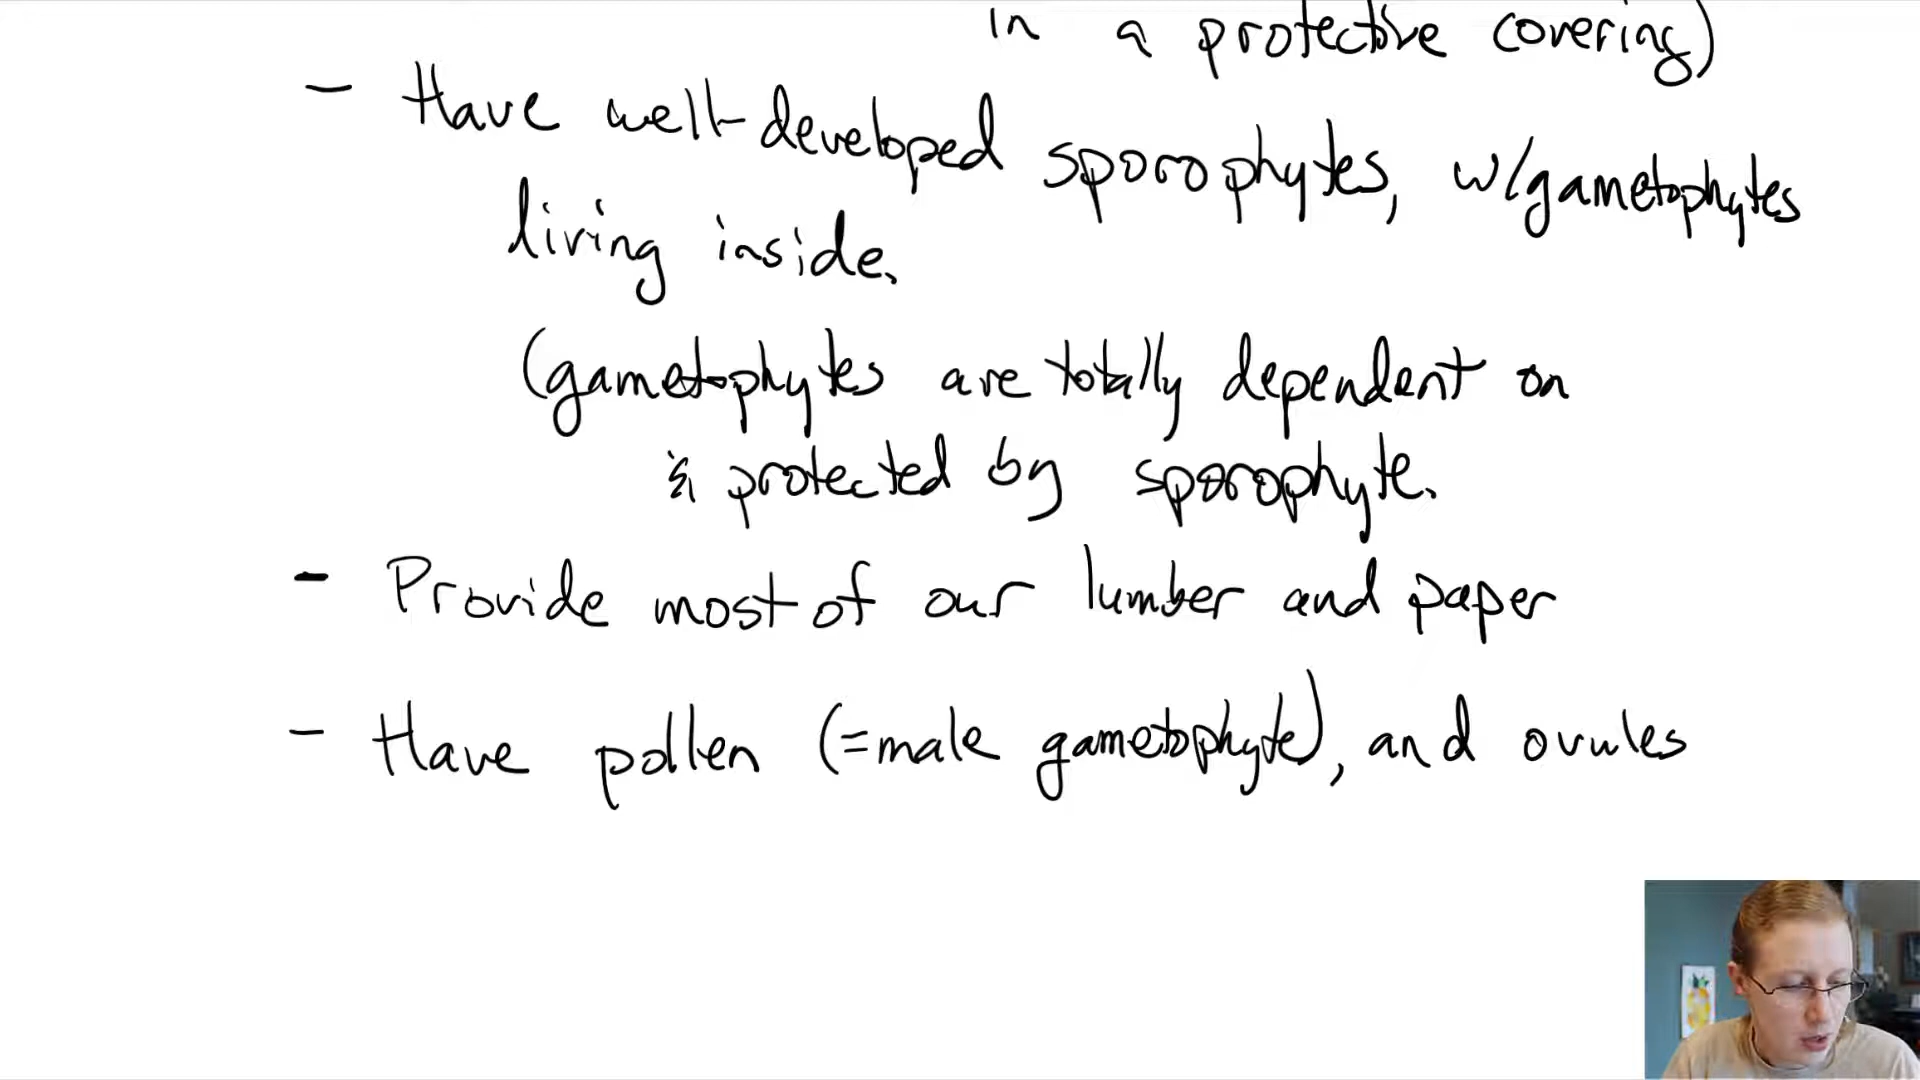 in a protective covering)
- Have well-developed sporophytes, w/gametophytes
living inside.
(gametophytes are totally dependent on
& protected by sporophyte.
- Provide most of our lumber and paper
- Have pollen (=male gametophyte), and ovules